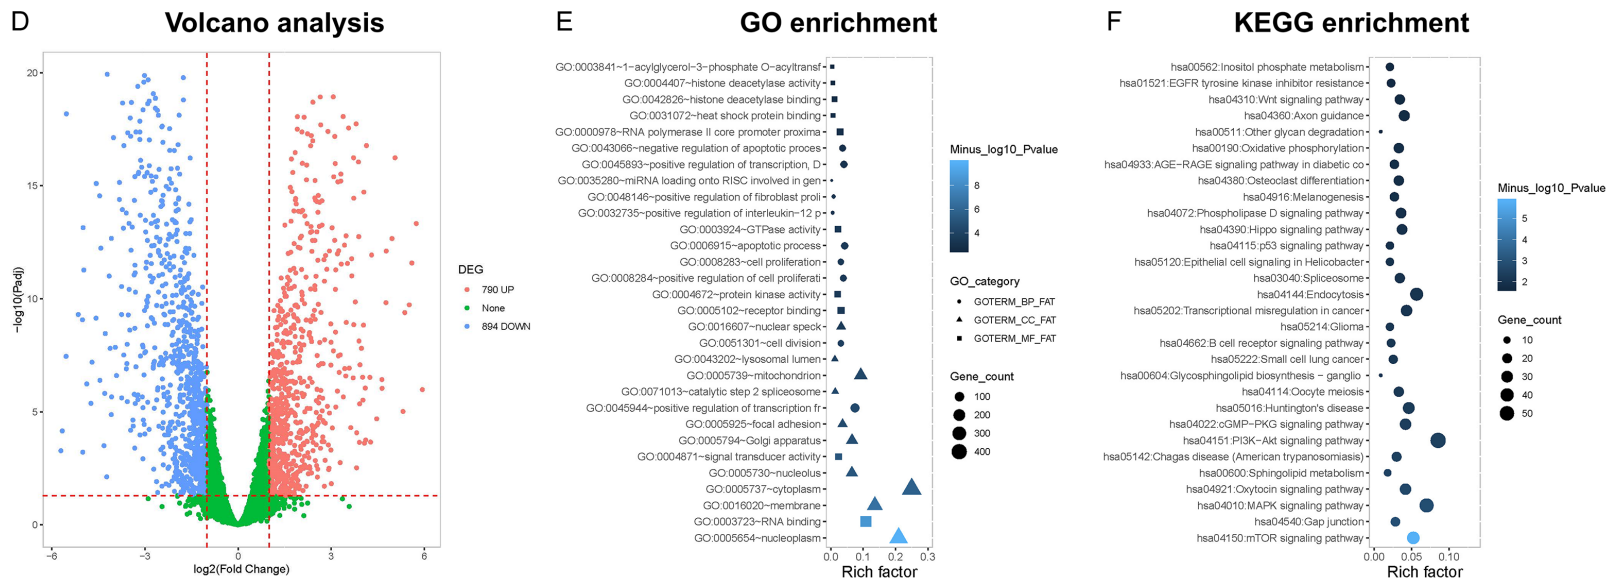 D
Volcano analysis
20
15
10
5
0
−log10(Padj)
−6
−3
0
3
6
log2(Fold Change)
DEG
790 UP
None
894 DOWN
E
GO enrichment
GO:0003841~1−acylglycerol−3−phosphate O−acyltransf
GO:0004407~histone deacetylase activity
GO:0042826~histone deacetylase binding
GO:0031072~heat shock protein binding
GO:0000978~RNA polymerase II core promoter proxima
GO:0043066~negative regulation of apoptotic proces
GO:0045893~positive regulation of transcription, D
GO:0035280~miRNA loading onto RISC involved in gen
GO:0048146~positive regulation of fibroblast proli
GO:0032735~positive regulation of interleukin−12 p
GO:0003924~GTPase activity
GO:0006915~apoptotic process
GO:0008283~cell proliferation
GO:0008284~positive regulation of cell proliferati
GO:0004672~protein kinase activity
GO:0005102~receptor binding
GO:0016607~nuclear speck
GO:0051301~cell division
GO:0043202~lysosomal lumen
GO:0005739~mitochondrion
GO:0071013~catalytic step 2 spliceosome
GO:0045944~positive regulation of transcription fr
GO:0005925~focal adhesion
GO:0005794~Golgi apparatus
GO:0004871~signal transducer activity
GO:0005730~nucleolus
GO:0005737~cytoplasm
GO:0016020~membrane
GO:0003723~RNA binding
GO:0005654~nucleoplasm
0.0
0.1
0.2
0.3
Rich factor
Minus_log10_Pvalue
8
6
4
GO_category
GOTERM_BP_FAT
GOTERM_CC_FAT
GOTERM_MF_FAT
Gene_count
100
200
300
400
F
KEGG enrichment
hsa00562:Inositol phosphate metabolism
hsa01521:EGFR tyrosine kinase inhibitor resistance
hsa04310:Wnt signaling pathway
hsa04360:Axon guidance
hsa00511:Other glycan degradation
hsa00190:Oxidative phosphorylation
hsa04933:AGE−RAGE signaling pathway in diabetic co
hsa04380:Osteoclast differentiation
hsa04916:Melanogenesis
hsa04072:Phospholipase D signaling pathway
hsa04390:Hippo signaling pathway
hsa04115:p53 signaling pathway
hsa05120:Epithelial cell signaling in Helicobacter
hsa03040:Spliceosome
hsa04144:Endocytosis
hsa05202:Transcriptional misregulation in cancer
hsa05214:Glioma
hsa04662:B cell receptor signaling pathway
hsa05222:Small cell lung cancer
hsa00604:Glycosphingolipid biosynthesis − ganglio
hsa04114:Oocyte meiosis
hsa05016:Huntington's disease
hsa04022:cGMP−PKG signaling pathway
hsa04151:PI3K−Akt signaling pathway
hsa05142:Chagas disease (American trypanosomiasis)
hsa00600:Sphingolipid metabolism
hsa04921:Oxytocin signaling pathway
hsa04010:MAPK signaling pathway
hsa04540:Gap junction
hsa04150:mTOR signaling pathway
0.00
0.05
0.10
Rich factor
Minus_log10_Pvalue
5
4
3
2
Gene_count
10
20
30
40
50